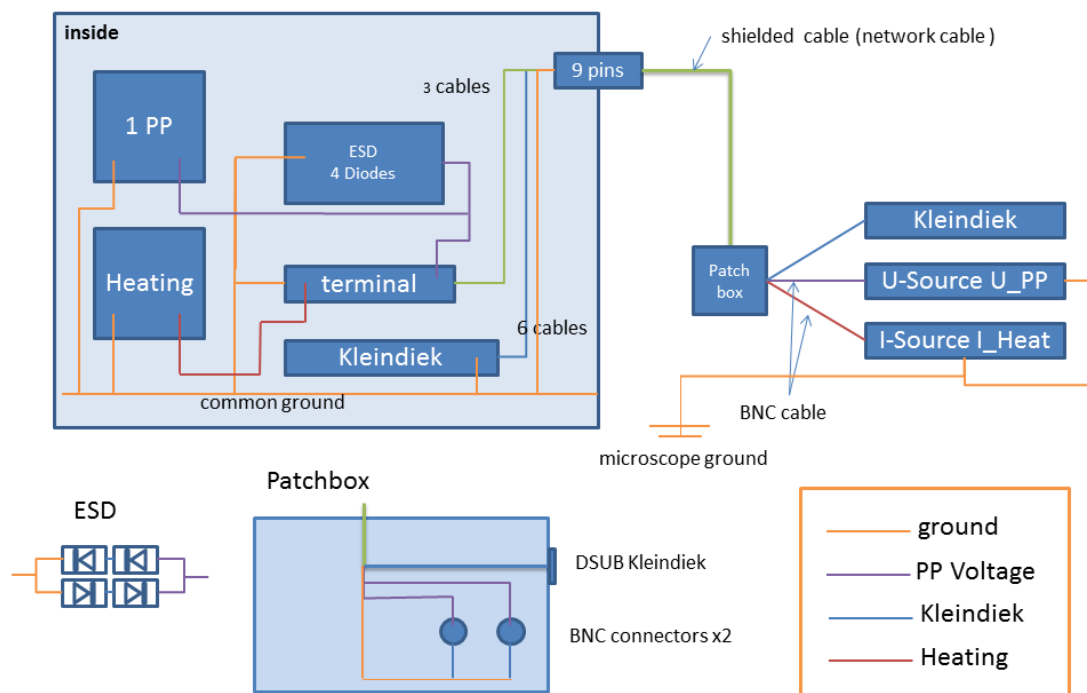 inside
shielded cable (network cable )
9 pins
3 cables
1 PP
ESD
4 Diodes
Kleindiek
Patch
box
U-Source U_PP
Heating
terminal
I-Source I_Heat
6 cables
Kleindiek
common ground
BNC cable
microscope ground
Patchbox
ESD
ground
DSUB Kleindiek
PP Voltage
Kleindiek
BNC connectors x2
Heating